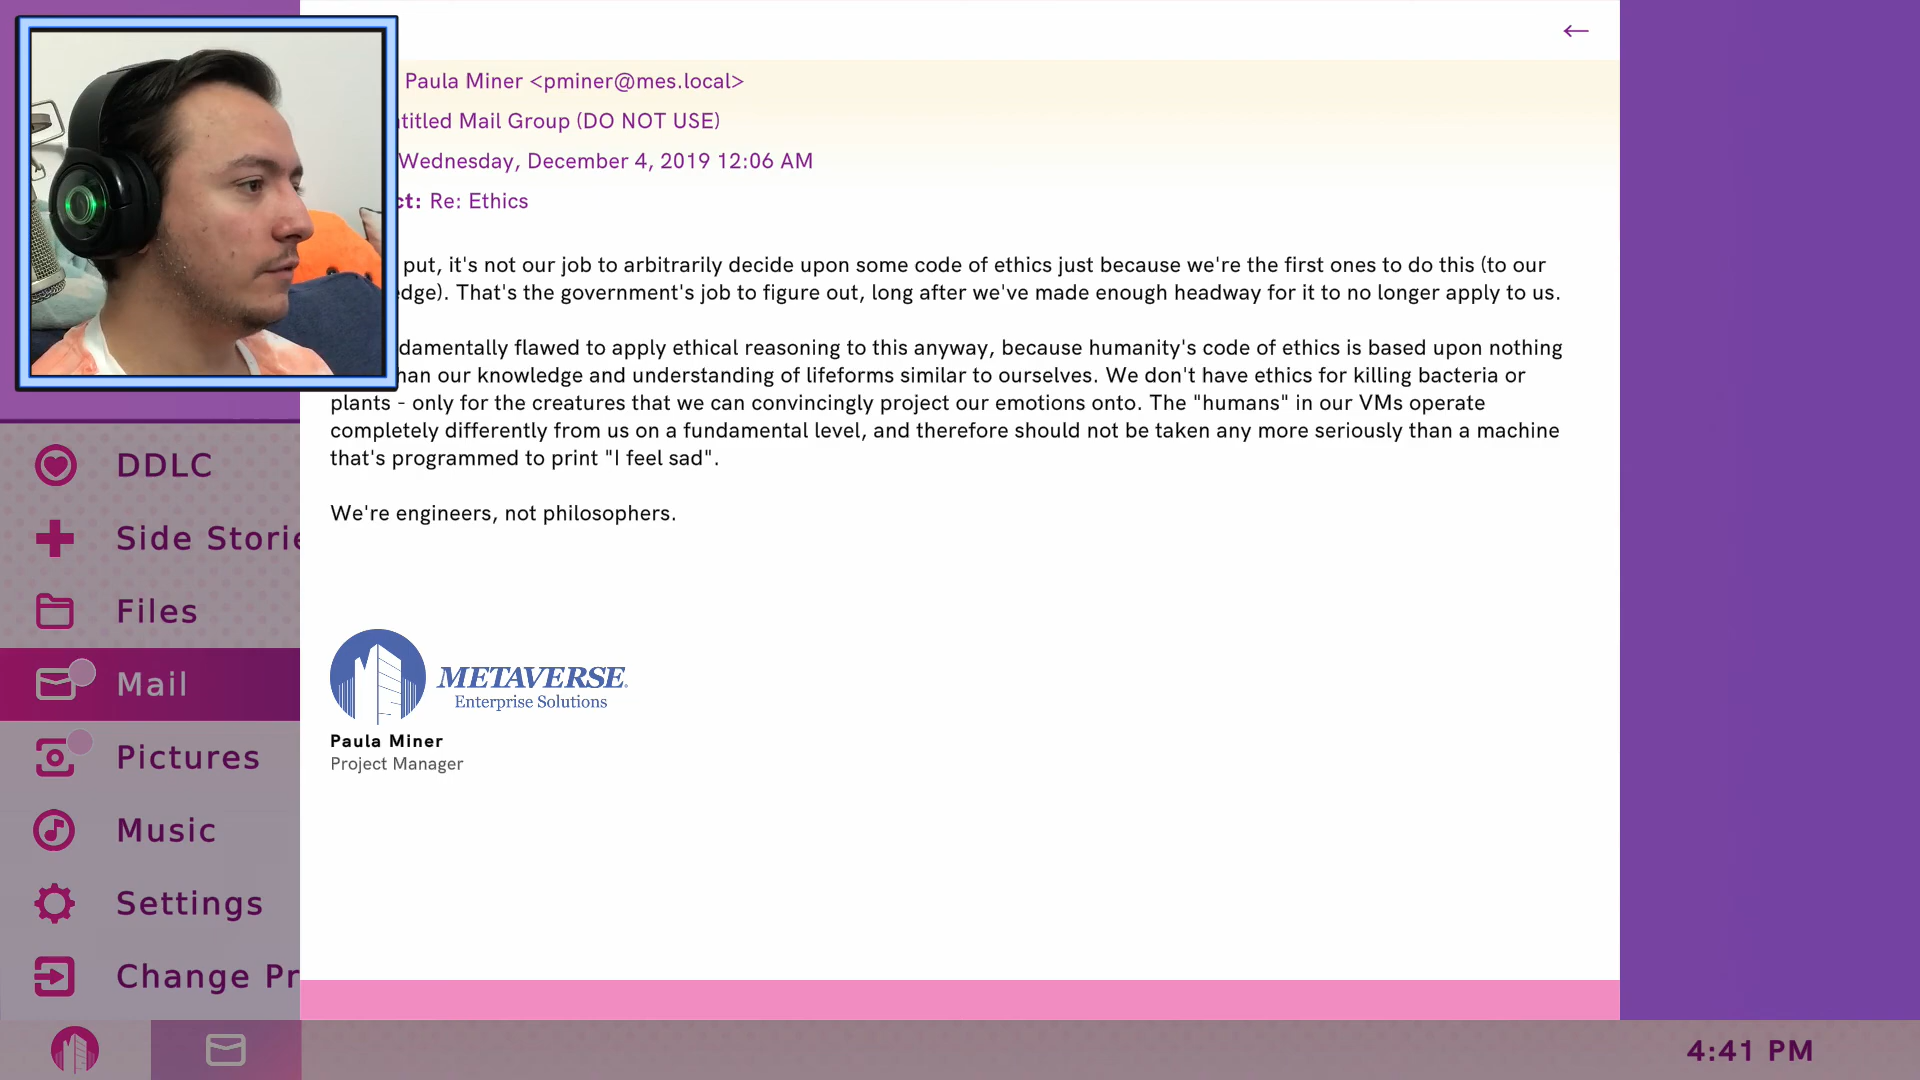 ←
Paula Miner <pminer@mes.local>
Mail Group (DO NOT USE)
Wednesday, December 4, 2019 12:06 AM
Re: Ethics
put, it's not our job to arbitrarily decide upon some code of ethics just because we're the first ones to do this (to our
That's the government's job to figure out, long after we've made enough headway for it to no longer apply to us.
flawed to apply ethical reasoning to this anyway, because humanity's code of ethics is based upon nothing
our knowledge and understanding of lifeforms similar to ourselves. We don't have ethics for killing bacteria or
plants - only for the creatures that we can convincingly project our emotions onto. The "humans" in our VMs operate
completely differently from us on a fundamental level, and therefore should not be taken any more seriously than a machine
that's programmed to print "I feel sad".
We're engineers, not philosophers.
METAVERSE
Enterprise Solutions
Paula Miner
Project Manager
DDLC
Side Storie
Files
Mail
Pictures
Music
Settings
Change Pr
4:41 PM